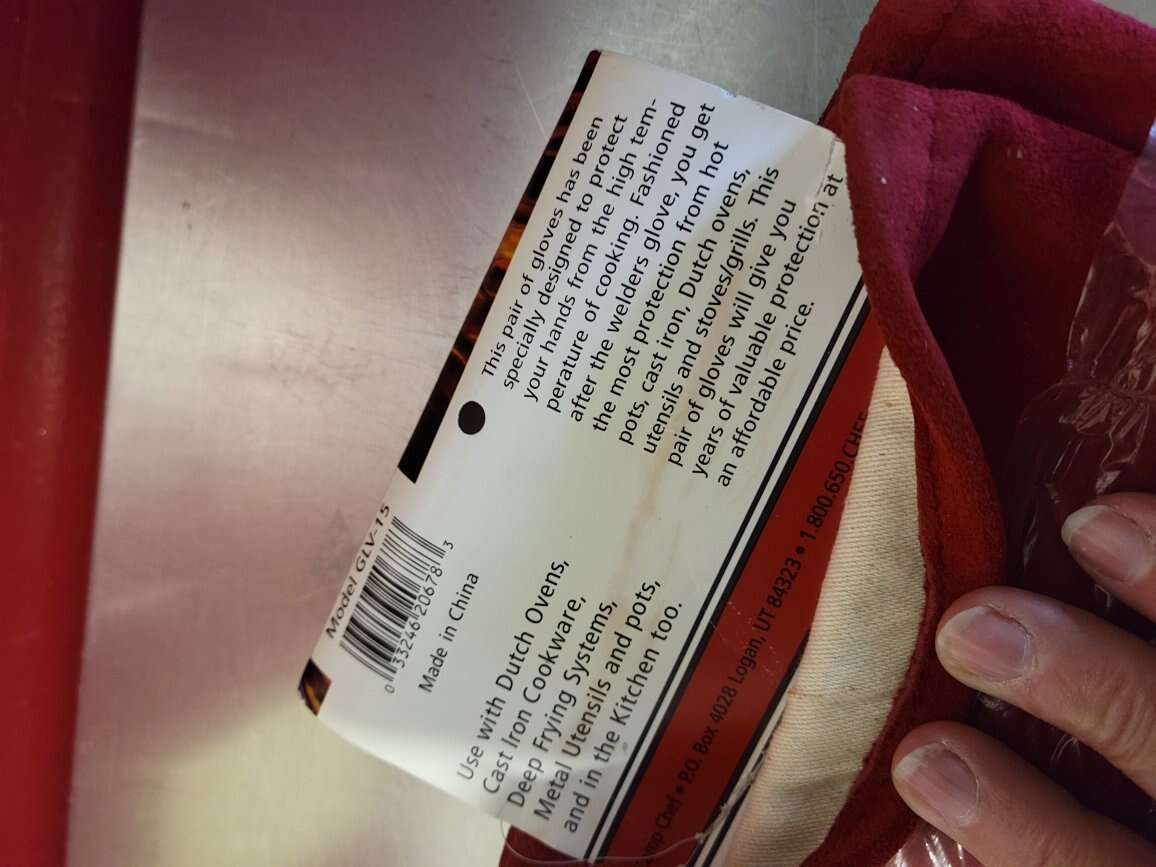 This pair of gloves has been
specially designed to protect
your hands from the high tem-
perature of cooking. Fashioned
after the welders glove, you get
the most protection from hot
pots, cast iron, Dutch ovens,
utensils and stoves/grills. This
pair of gloves will give you
years of valuable protection at
an affordable price.
Model GLV-15
0 33246 20678 3
Made in China
Use with Dutch Ovens,
Cast Iron Cookware,
Deep Frying Systems,
Metal Utensils and pots,
and in the Kitchen too.
mp Chef • P.O. Box 4028 Logan, UT 84323 • 1.800.650.CHEF